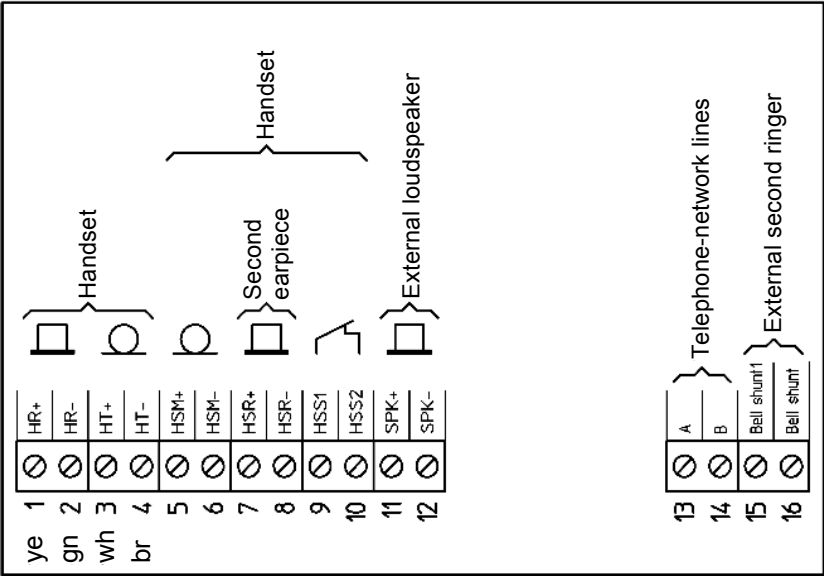 Handset
Handset
Second
earpiece
External loudspeaker
Telephone-network lines
External second ringer
HR+
HR-
HT+
HT-
HSM+
HSM-
HSR+
HSR-
HSS1
HSS2
SPK+
SPK-
A
B
Bell shunt1
Bell shunt
1
2
3
4
5
6
7
8
9
10
11
12
13
14
15
16
ye
gn
wh
br